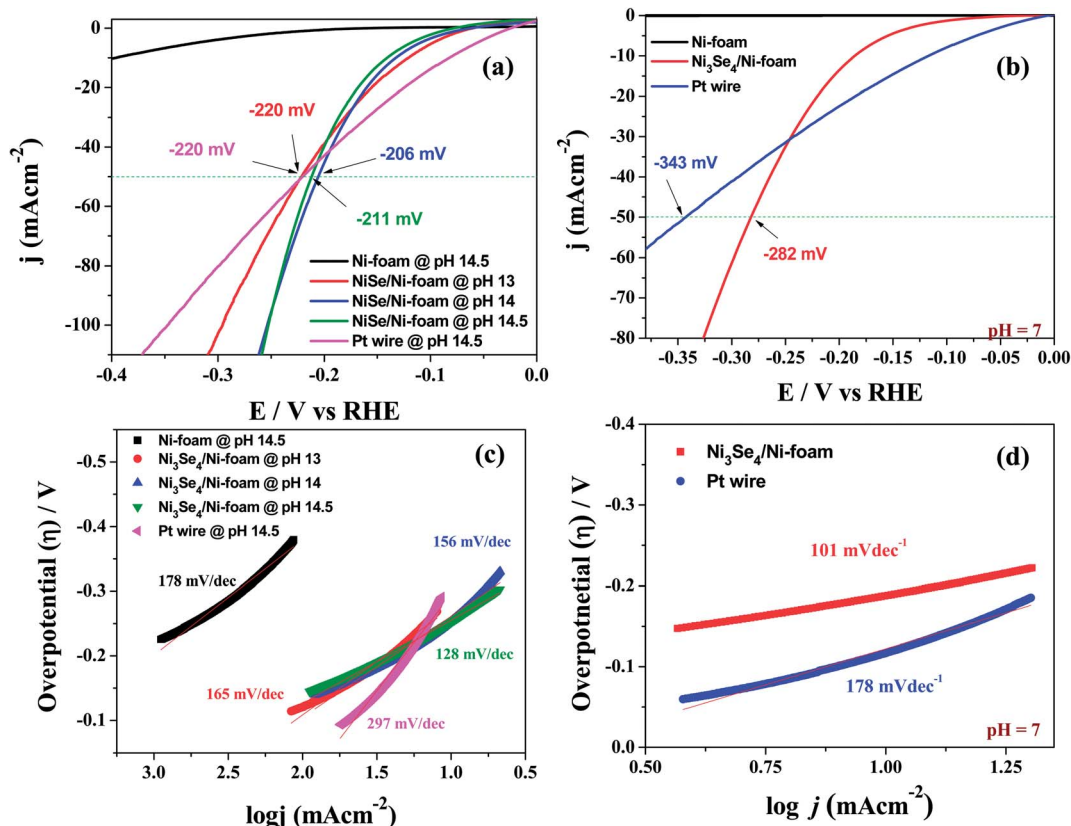 (a)
-220 mV
-220 mV
-206 mV
-211 mV
Ni-foam @ pH 14.5
NiSe/Ni-foam @ pH 13
NiSe/Ni-foam @ pH 14
NiSe/Ni-foam @ pH 14.5
Pt wire @ pH 14.5
0
-20
-40
-60
-80
-100
j (mAcm⁻²)
-0.4 -0.3 -0.2 -0.1 0.0
E / V vs RHE
(b)
Ni-foam
Ni₃Se₄/Ni-foam
Pt wire
-343 mV
-282 mV
pH = 7
0
-10
-20
-30
-40
-50
-60
-70
-80
j (mAcm⁻²)
-0.35 -0.30 -0.25 -0.20 -0.15 -0.10 -0.05 0.00
E / V vs RHE
(c)
Ni-foam @ pH 14.5
Ni₃Se₄/Ni-foam @ pH 13
Ni₃Se₄/Ni-foam @ pH 14
Ni₃Se₄/Ni-foam @ pH 14.5
Pt wire @ pH 14.5
178 mV/dec
156 mV/dec
128 mV/dec
165 mV/dec
297 mV/dec
-0.5
-0.4
-0.3
-0.2
-0.1
Overpotential (η) / V
3.0 2.5 2.0 1.5 1.0 0.5
logj (mAcm⁻²)
(d)
Ni₃Se₄/Ni-foam
Pt wire
101 mVdec⁻¹
178 mVdec⁻¹
pH = 7
-0.4
-0.3
-0.2
-0.1
0.0
Overpotnetial (η) / V
0.50 0.75 1.00 1.25
log j (mAcm⁻²)